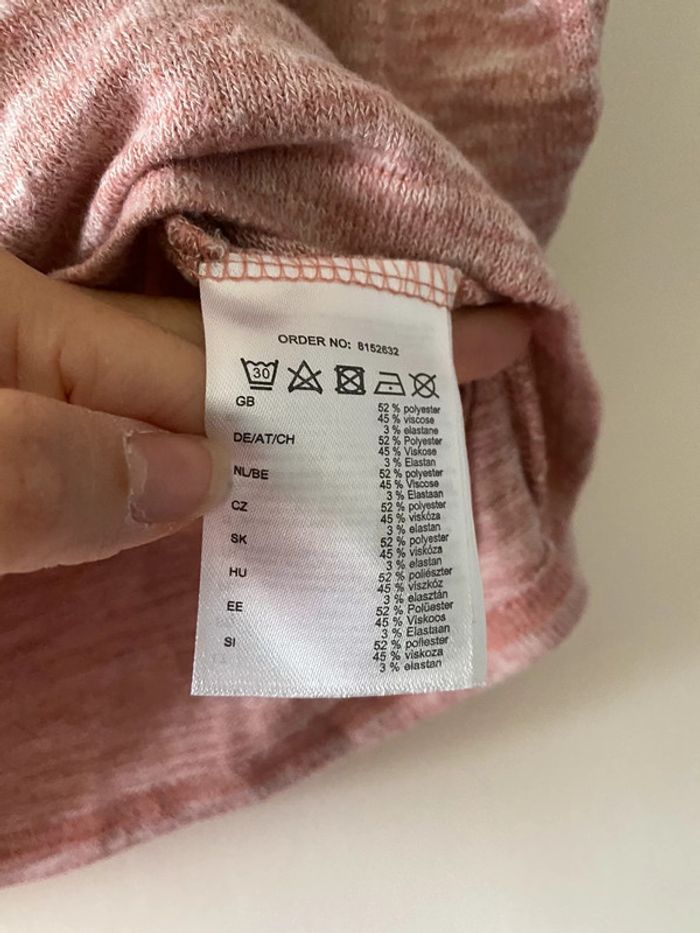 ORDER NO: 8152632
30
GB
52 % polyester
45 % viscose
3 % elastane
DE/AT/CH
52 % Polyester
45 % Viskose
3 % Elastan
NL/BE
52 % polyester
45 % Viscose
3 % Elastaan
CZ
52 % polyester
45 % viskóza
3 % elastan
SK
52 % polyester
45 % viskóza
3 % elastan
HU
52 % poliészter
45 % viszkóz
3 % elasztán
EE
52 % Polüester
45 % Viskoos
3 % Elastaan
SI
52 % poliester
45 % viskoza
3 % elastan